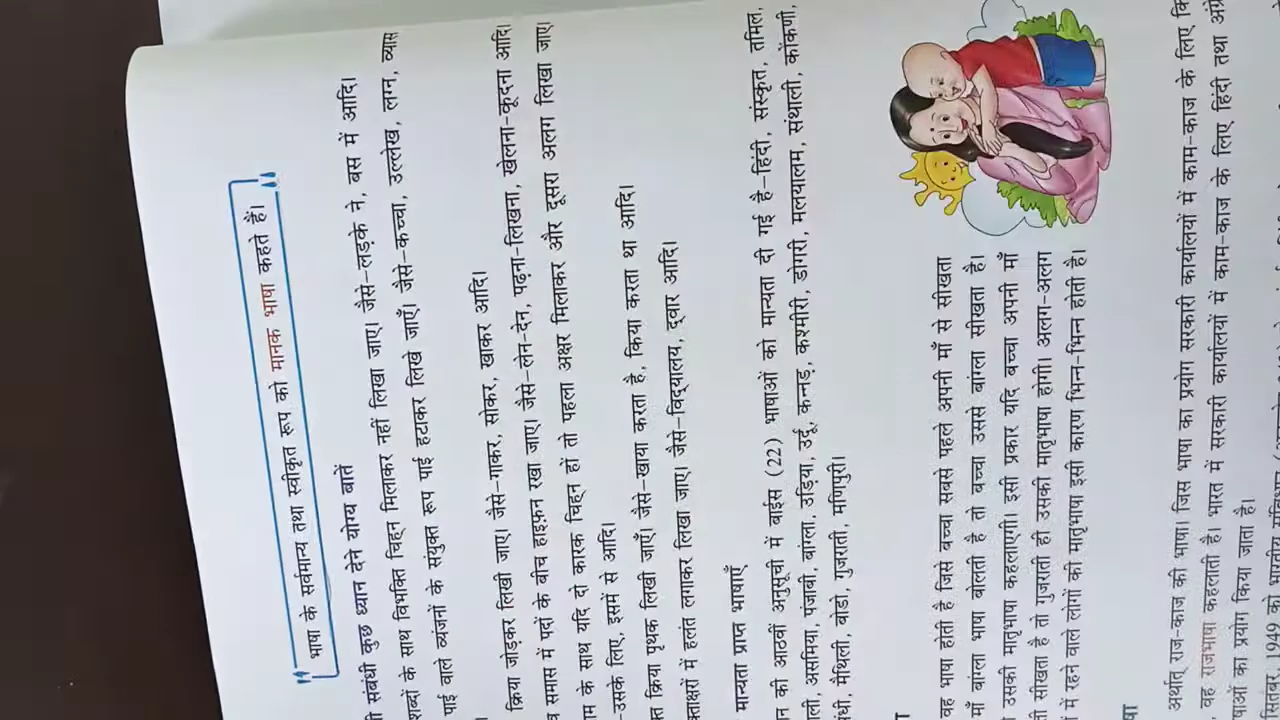 भाषा के सर्वमान्य तथा स्वीकृत रूप को मानक भाषा कहते हैं।
संबंधी कुछ ध्यान देने योग्य बातें
शब्दों के साथ विभक्ति चिह्न मिलाकर नहीं लिखा जाए। जैसे–लड़के ने, बस में आदि।
पाई वाले व्यंजनों के संयुक्त रूप पाई हटाकर लिखे जाएँ। जैसे–कच्चा, उल्लेख, लग्न, व्यास
क्रिया जोड़कर लिखी जाए। जैसे–गाकर, सोकर, खाकर आदि।
समास में पदों के बीच हाइफ़न रखा जाए। जैसे–लेन-देन, पढ़ना-लिखना, खेलना-कूदना आदि।
के साथ यदि दो कारक चिह्न हों तो पहला अक्षर मिलाकर और दूसरा अलग लिखा जाए।
–उसके लिए, इसमें से आदि।
क्रिया पृथक लिखी जाएँ। जैसे–खाया करता है, किया करता था आदि।
में हलंत लगाकर लिखा जाए। जैसे–विद्यालय, द्वार आदि।
मान्यता प्राप्त भाषाएँ
की आठवीं अनुसूची में बाईस (22) भाषाओं को मान्यता दी गई है–हिंदी, संस्कृत, तमिल,
असमिया, पंजाबी, बांग्ला, उड़िया, उर्दू, कन्नड़, कश्मीरी, डोगरी, मलयालम, संथाली, कोंकणी,
मैथिली, बोडो, गुजराती, मणिपुरी।
वह भाषा होती है जिसे बच्चा सबसे पहले अपनी माँ से सीखता
माँ बांग्ला भाषा बोलती है तो बच्चा उससे बांग्ला सीखता है।
उसकी मातृभाषा कहलाएगी। इसी प्रकार यदि बच्चा अपनी माँ
सीखता है तो गुजराती ही उसकी मातृभाषा होगी। अलग-अलग
में रहने वाले लोगों की मातृभाषा इसी कारण भिन्न-भिन्न होती है।
अर्थात् राज-काज की भाषा। जिस भाषा का प्रयोग सरकारी कार्यालयों में काम-काज के लिए
वह राजभाषा कहलाती है। भारत में सरकारी कार्यालयों में काम-काज के लिए हिंदी तथा
का प्रयोग किया जाता है।
1949 को भारतीय